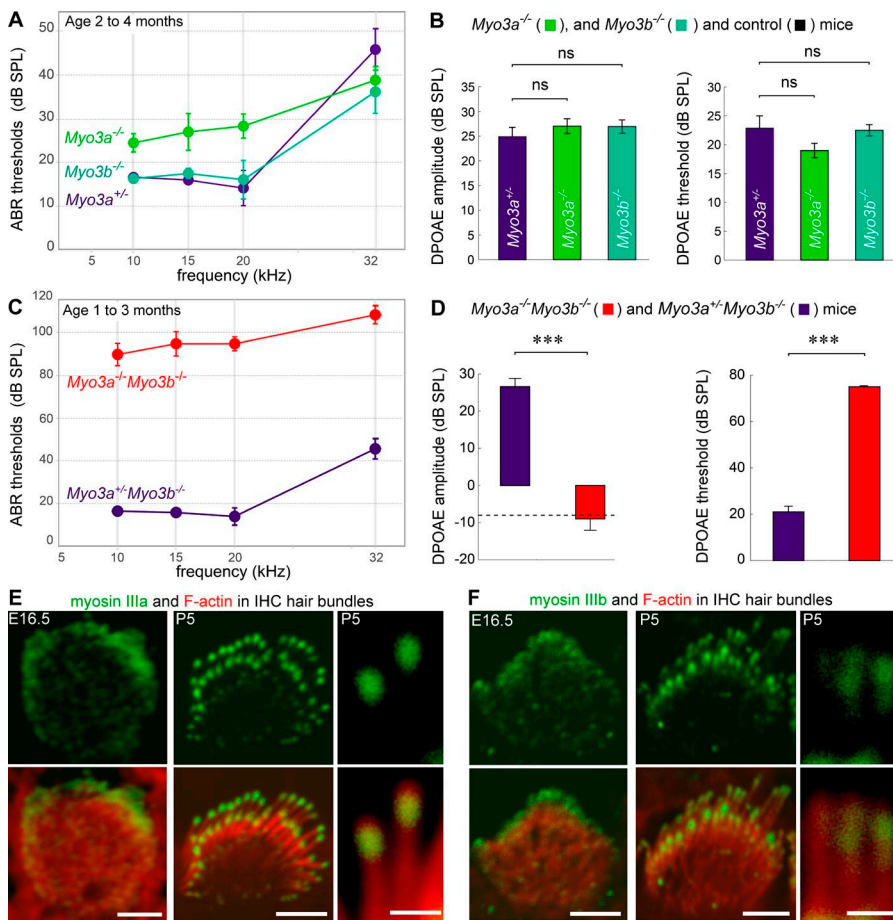 A
Age 2 to 4 months
ABR thresholds (dB SPL)
50
40
30
20
10
0
Myo3a-/-
Myo3b-/-
Myo3a+/-
5 10 15 20 32
frequency (kHz)
B
Myo3a-/- ( ), and Myo3b-/- ( ) and control ( ) mice
DPOAE amplitude (dB SPL)
35
30
25
20
15
10
5
0
ns
ns
Myo3a+/-
Myo3a-/-
Myo3b-/-
DPOAE threshold (dB SPL)
30
25
20
15
10
5
0
ns
ns
Myo3a+/-
Myo3a-/-
Myo3b-/-
C
Age 1 to 3 months
ABR thresholds (dB SPL)
120
100
80
60
40
20
0
Myo3a-/-Myo3b-/-
Myo3a+/-Myo3b-/-
5 10 15 20 32
frequency (kHz)
D
Myo3a-/-Myo3b-/- ( ) and Myo3a+/-Myo3b-/- ( ) mice
DPOAE amplitude (dB SPL)
30
20
10
0
-10
-20
***
DPOAE threshold (dB SPL)
80
60
40
20
0
***
E
myosin IIIa and F-actin in IHC hair bundles
E16.5 P5 P5
F
myosin IIIb and F-actin in IHC hair bundles
E16.5 P5 P5